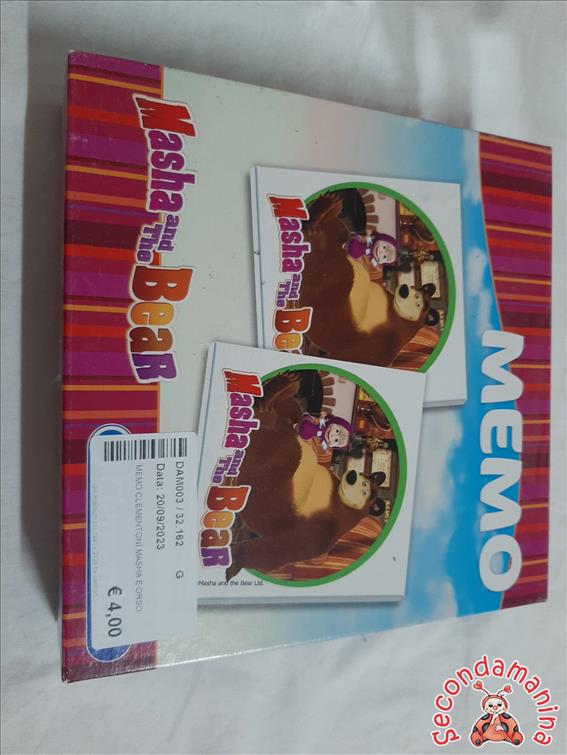 MEMO
Masha and
The Bear
Masha and
The Bear
Masha and
The Bear
Masha and the Bear Ltd.
DAM003 / 32.162 G
Data: 20/09/2023
MEMO CLEMENTONI MASHA E ORSO
€ 4,00
Secondamanina